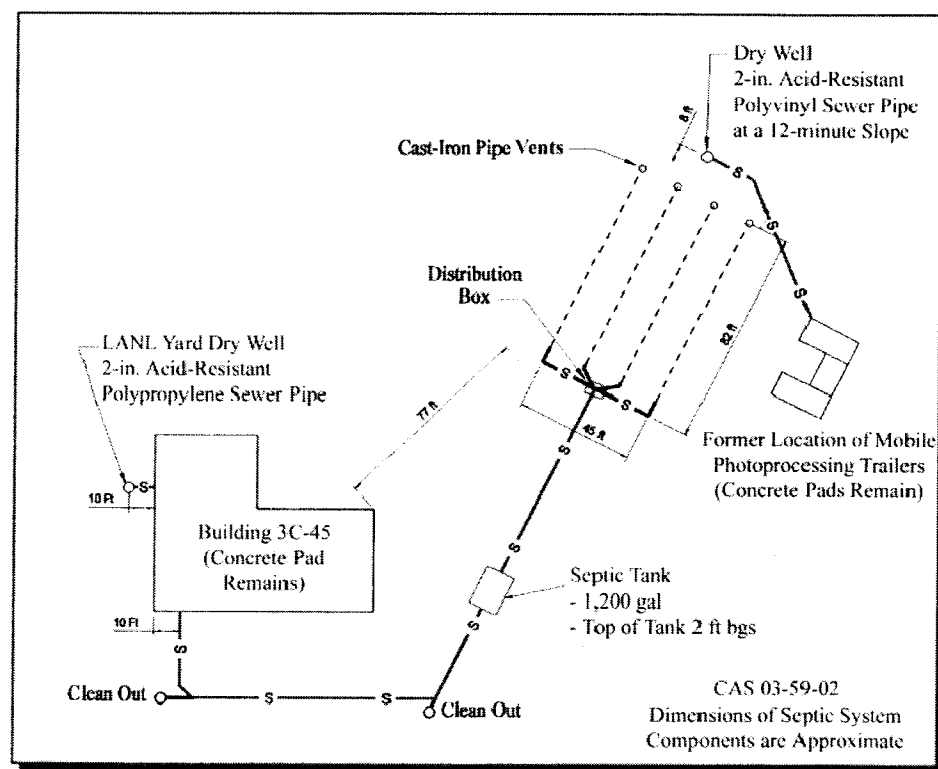 Dry Well
2-in. Acid-Resistant
Polyvinyl Sewer Pipe
at a 12-minute Slope
8 ft
Cast-Iron Pipe Vents
S
S
S
Distribution
Box
82 ft
LANL Yard Dry Well
2-in. Acid-Resistant
Polypropylene Sewer Pipe
77 ft
S
S
45 ft
Former Location of Mobile
Photoprocessing Trailers
(Concrete Pads Remain)
S
S
10 Ft
Building 3C-45
(Concrete Pad
Remains)
S
Septic Tank
- 1,200 gal
- Top of Tank 2 ft bgs
S
10 Ft
S
Clean Out
S
S
Clean Out
CAS 03-59-02
Dimensions of Septic System
Components are Approximate